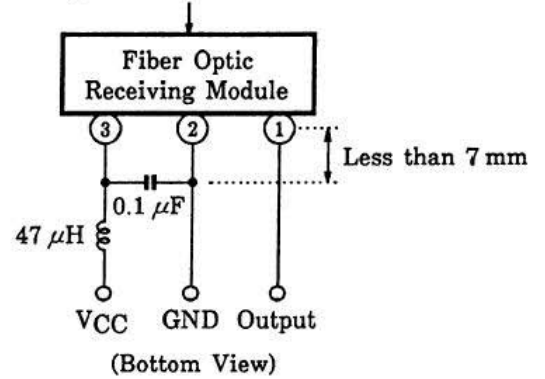 Fiber Optic
Receiving Module
3 2 1
Less than 7 mm
0.1 μF
47 μH
VCC GND Output
(Bottom View)